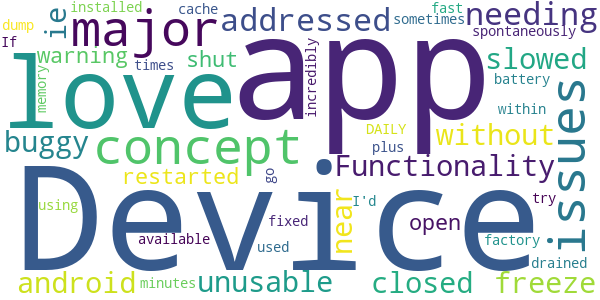 dump
installed
cache
fast
If
ie
major
addressed
sometimes
needing
incredibly
spontaneously
warning
times
shut
app
slowed
love
memory
battery
issues
within
DAILY
buggy
concept
plus
without
Functionality
restarted
go
Device
try
near
I'd
using
fixed
open
available
used
factory
drained
android
minutes
unusable
closed
freeze